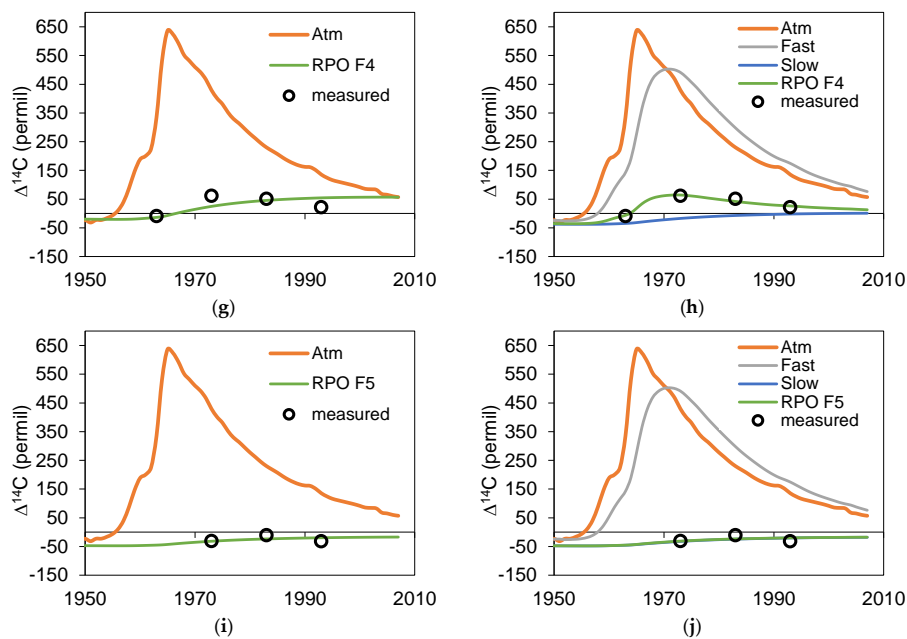 Δ14C (permil)
650
550
450
350
250
150
50
-50
-150
1950
1970
1990
2010
Atm
RPO F4
measured
(g)
Δ14C (permil)
650
550
450
350
250
150
50
-50
-150
1950
1970
1990
2010
Atm
Fast
Slow
RPO F4
measured
(h)
Δ14C (permil)
650
550
450
350
250
150
50
-50
-150
1950
1970
1990
2010
Atm
RPO F5
measured
(i)
Δ14C (permil)
650
550
450
350
250
150
50
-50
-150
1950
1970
1990
2010
Atm
Fast
Slow
RPO F5
measured
(j)